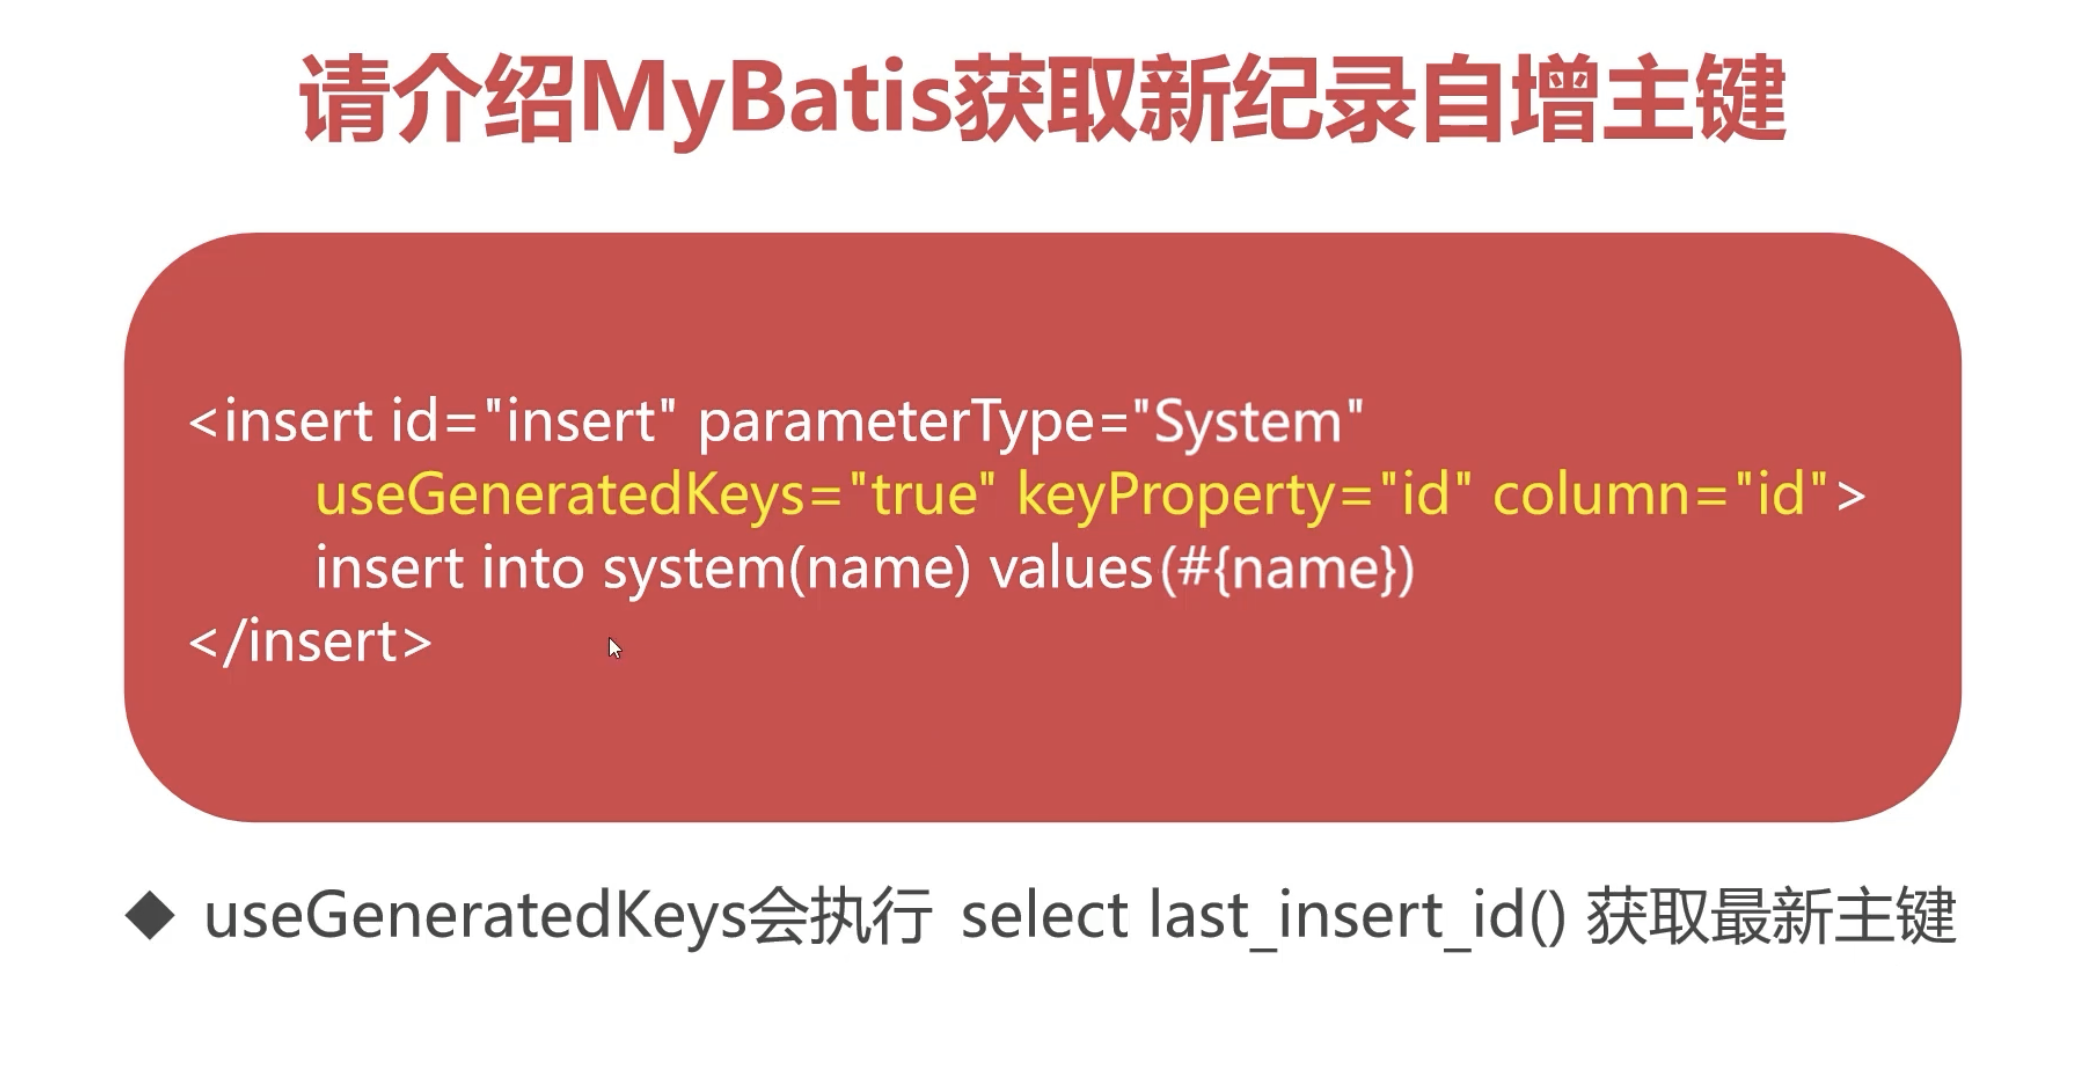 请介绍MyBatis获取新纪录自增主键
<insert id="insert" parameterType="System"
useGeneratedKeys="true" keyProperty="id" column="id">
insert into system(name) values(#{name})
</insert>
◆ useGeneratedKeys会执行 select last_insert_id() 获取最新主键